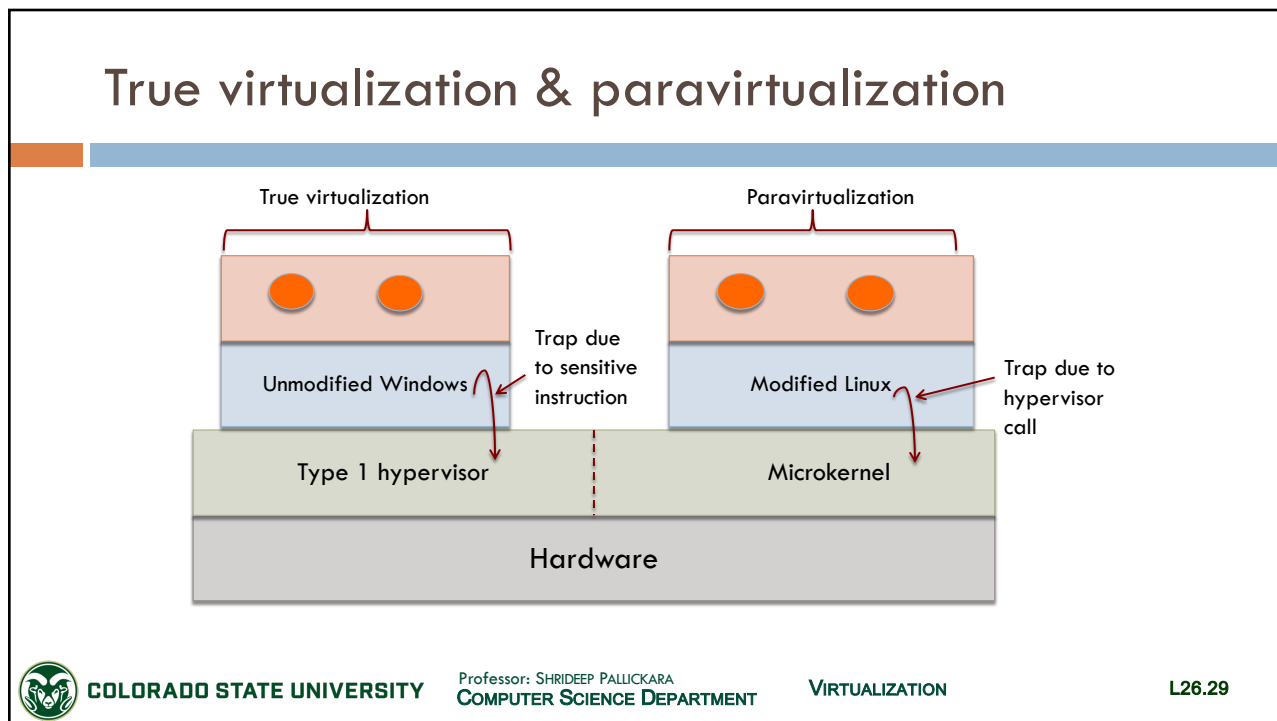 True virtualization & paravirtualization
True virtualization
Paravirtualization
Trap due
to sensitive
instruction
Unmodified Windows
Modified Linux
Trap due to
hypervisor
call
Type 1 hypervisor
Microkernel
Hardware
COLORADO STATE UNIVERSITY
Professor: SHRIDEEP PALLICKARA
COMPUTER SCIENCE DEPARTMENT
VIRTUALIZATION
L26.29